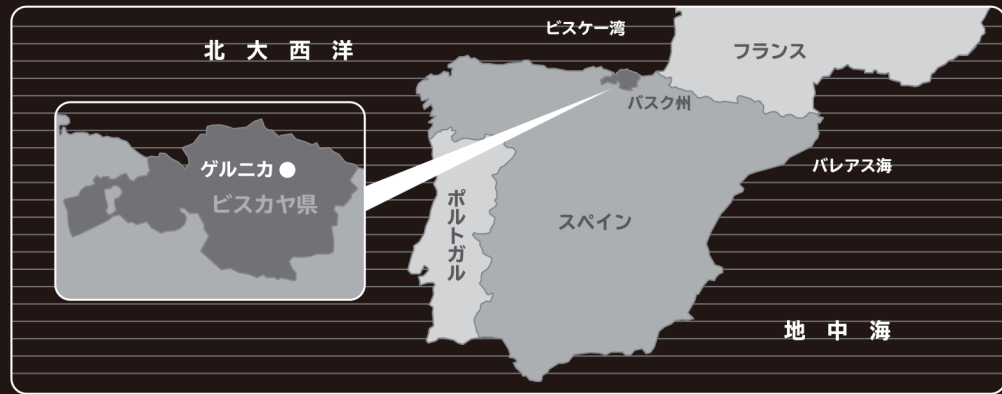 ビスケー湾
北大西洋
フランス
バスク州
ゲルニカ
ビスカヤ県
バレアス海
ポルトガル
スペイン
地中海